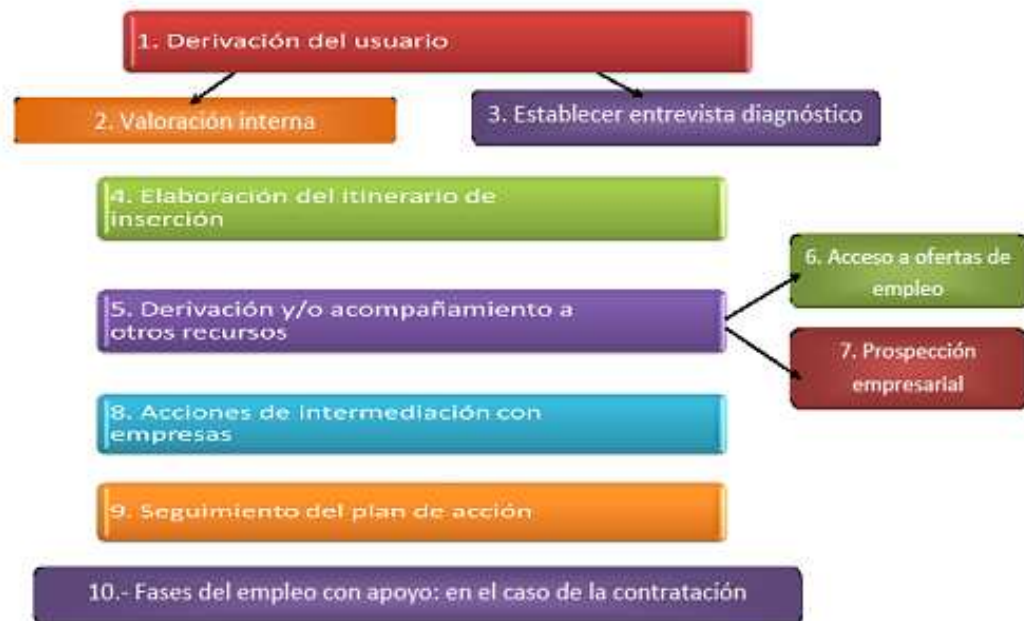 1. Derivación del usuario
2. Valoración interna
3. Establecer entrevista diagnóstico
4. Elaboración del itinerario de
inserción
5. Derivación y/o acompañamiento a
otros recursos
6. Acceso a ofertas de
empleo
7. Prospección
empresarial
8. Acciones de intermediación con
empresas
9. Seguimiento del plan de acción
10.- Fases del empleo con apoyo: en el caso de la contratación